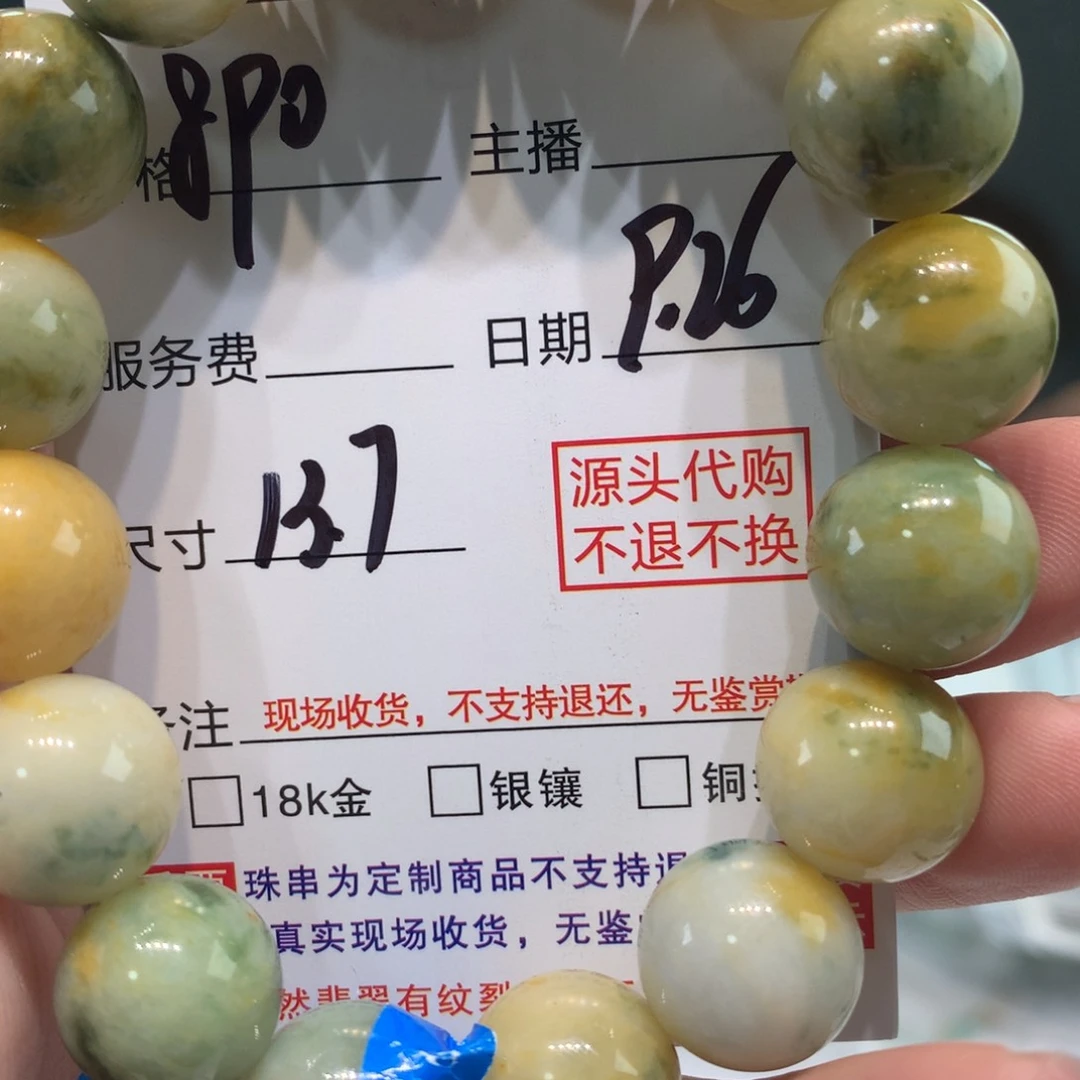 格 8P0 主播
服务费 日期 P.26
尺寸 13.7
源头代购
不退不换
注 现场收货，不支持退还，无鉴赏
18k金 银镶 铜
珠串为定制商品不支持退
真实现场收货，无鉴
然翡翠有纹裂